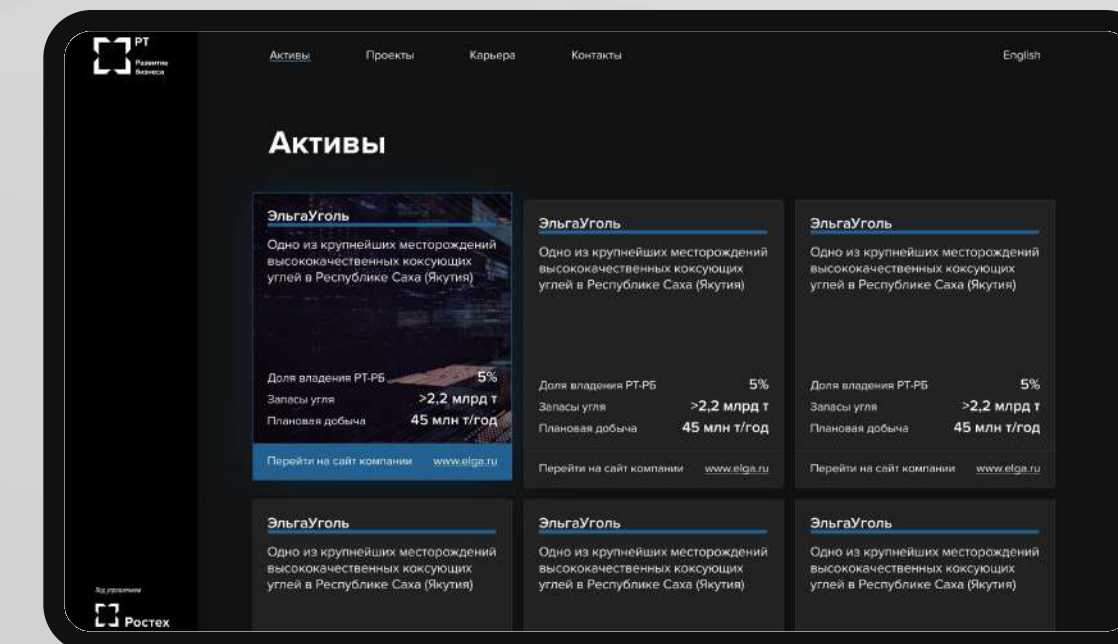 РТ
Развитие
бизнеса
Активы Проекты Карьера Контакты English
Активы
ЭльгаУголь
Одно из крупнейших месторождений
высококачественных коксующих
углей в Республике Саха (Якутия)
Доля владения РТ-РБ 5%
Запасы угля >2,2 млрд т
Плановая добыча 45 млн т/год
Перейти на сайт компании www.elga.ru
ЭльгаУголь
Одно из крупнейших месторождений
высококачественных коксующих
углей в Республике Саха (Якутия)
Доля владения РТ-РБ 5%
Запасы угля >2,2 млрд т
Плановая добыча 45 млн т/год
Перейти на сайт компании www.elga.ru
ЭльгаУголь
Одно из крупнейших месторождений
высококачественных коксующих
углей в Республике Саха (Якутия)
Доля владения РТ-РБ 5%
Запасы угля >2,2 млрд т
Плановая добыча 45 млн т/год
Перейти на сайт компании www.elga.ru
ЭльгаУголь
Одно из крупнейших месторождений
высококачественных коксующих
углей в Республике Саха (Якутия)
ЭльгаУголь
Одно из крупнейших месторождений
высококачественных коксующих
углей в Республике Саха (Якутия)
ЭльгаУголь
Одно из крупнейших месторождений
высококачественных коксующих
углей в Республике Саха (Якутия)
Под управлением
Ростех